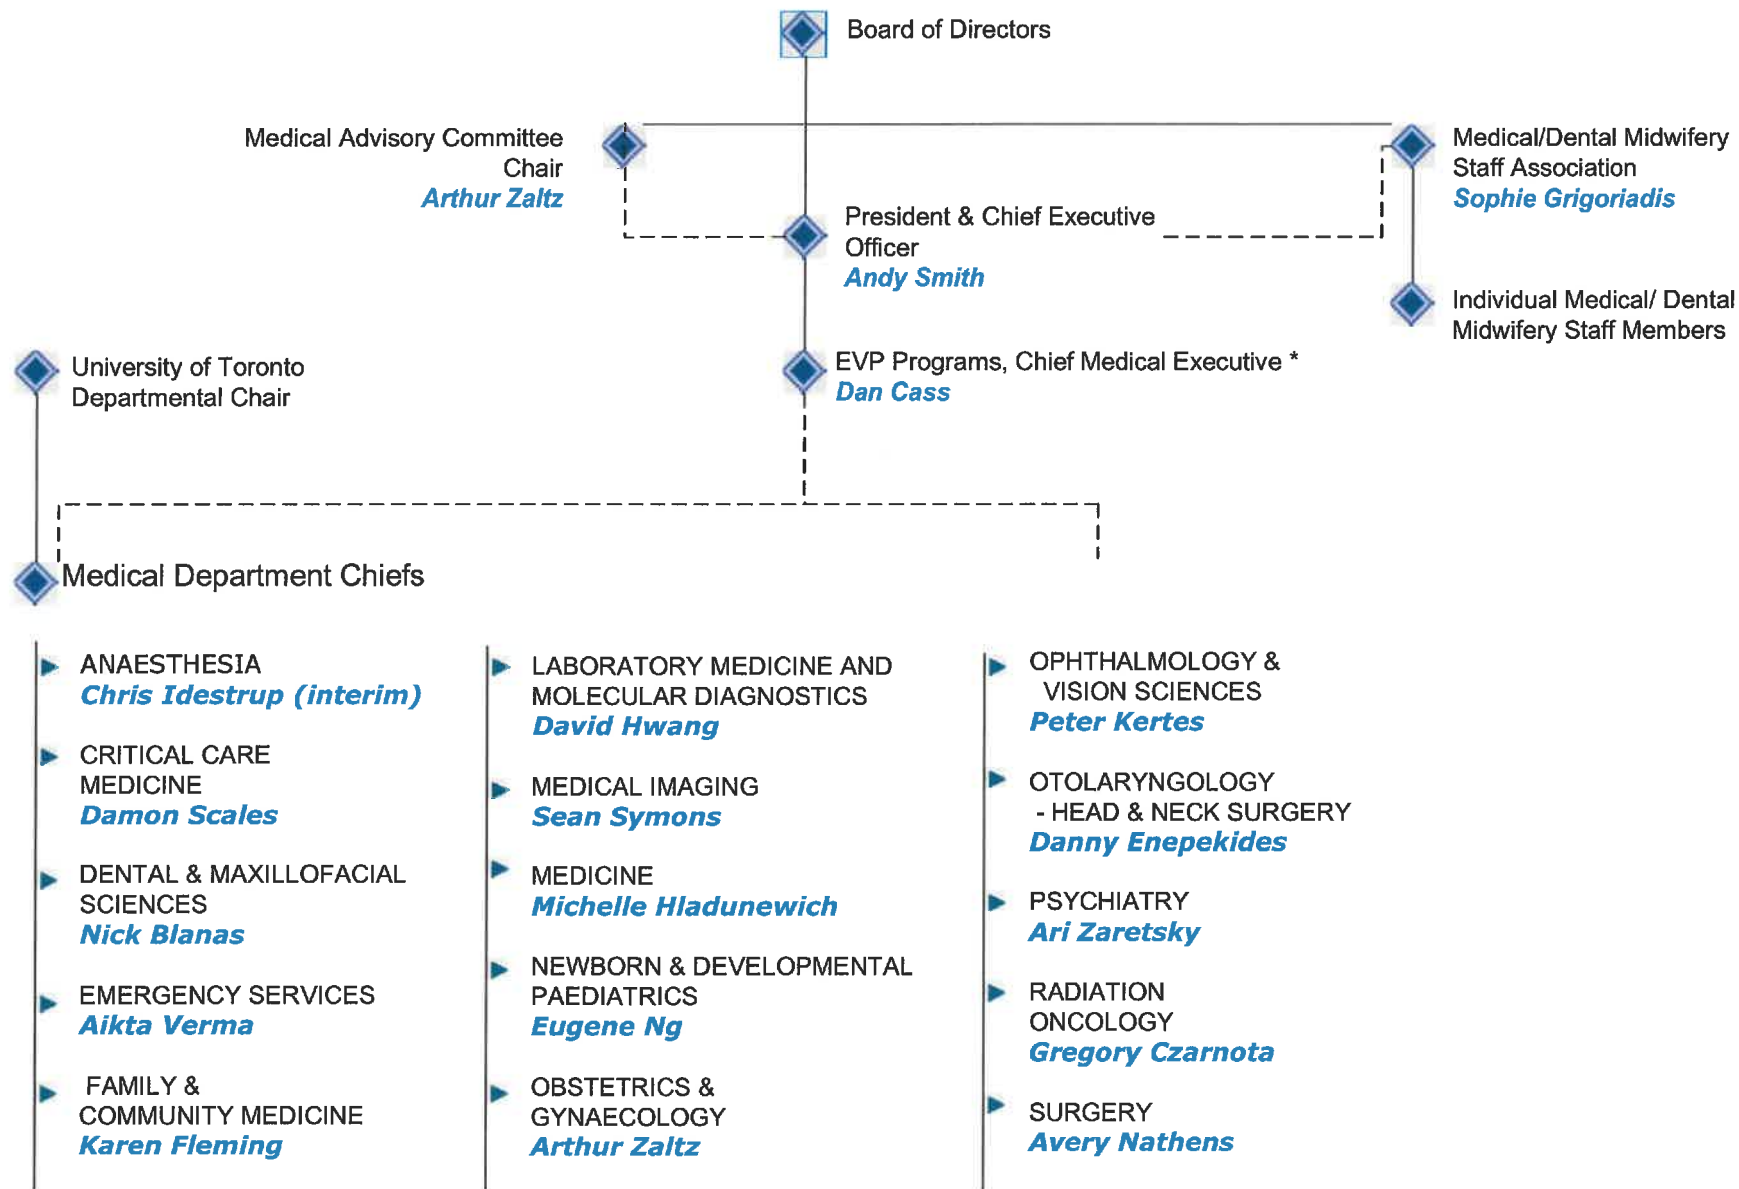 Board of Directors
Medical Advisory Committee
Chair
Arthur Zaltz
Medical/Dental Midwifery
Staff Association
Sophie Grigoriadis
President & Chief Executive
Officer
Andy Smith
Individual Medical/ Dental
Midwifery Staff Members
University of Toronto
Departmental Chair
EVP Programs, Chief Medical Executive *
Dan Cass
Medical Department Chiefs
ANAESTHESIA
Chris Idestrup (interim)
CRITICAL CARE
MEDICINE
Damon Scales
DENTAL & MAXILLOFACIAL
SCIENCES
Nick Blanas
EMERGENCY SERVICES
Aikta Verma
FAMILY &
COMMUNITY MEDICINE
Karen Fleming
LABORATORY MEDICINE AND
MOLECULAR DIAGNOSTICS
David Hwang
MEDICAL IMAGING
Sean Symons
MEDICINE
Michelle Hladunewich
NEWBORN & DEVELOPMENTAL
PAEDIATRICS
Eugene Ng
OBSTETRICS &
GYNAECOLOGY
Arthur Zaltz
OPHTHALMOLOGY &
VISION SCIENCES
Peter Kertes
OTOLARYNGOLOGY
- HEAD & NECK SURGERY
Danny Enepekides
PSYCHIATRY
Ari Zaretsky
RADIATION
ONCOLOGY
Gregory Czarnota
SURGERY
Avery Nathens